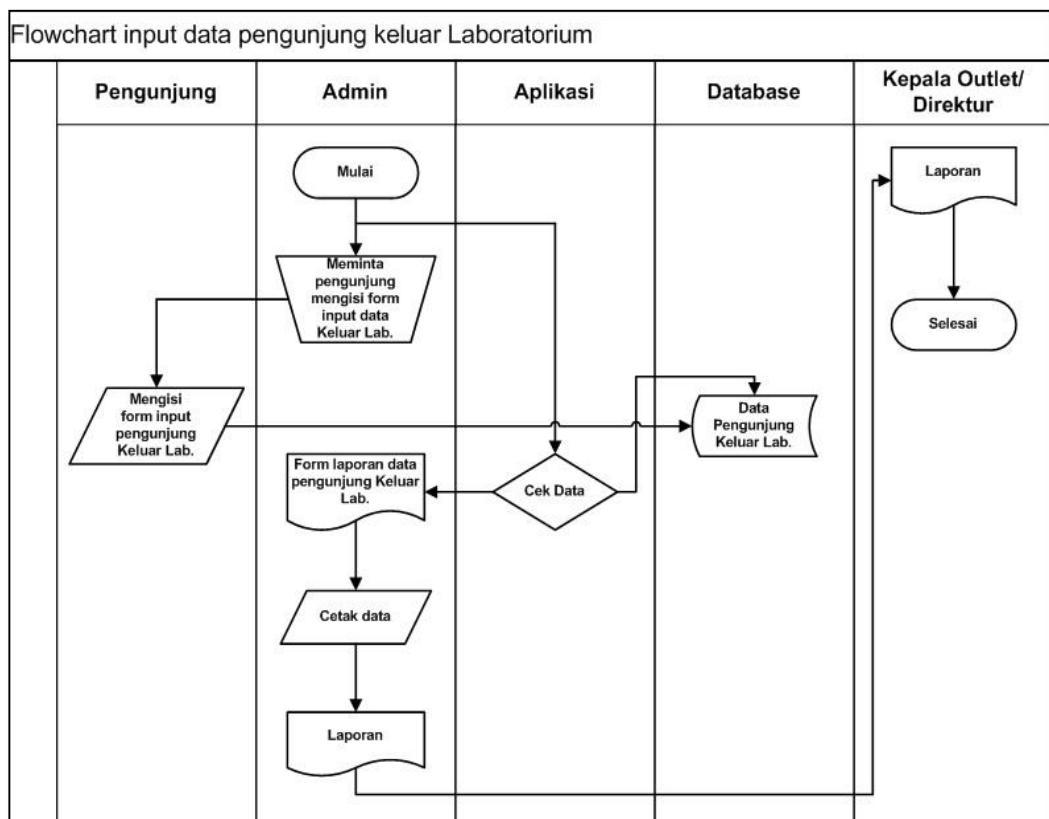 Flowchart input data pengunjung keluar Laboratorium
Pengunjung
Admin
Aplikasi
Database
Kepala Outlet/
Direktur
Mulai
Meminta
pengunjung
mengisi form
input data
Keluar Lab.
Mengisi
form input
pengunjung
Keluar Lab.
Data
Pengunjung
Keluar Lab.
Cek Data
Form laporan data
pengunjung Keluar
Lab.
Cetak data
Laporan
Laporan
Selesai